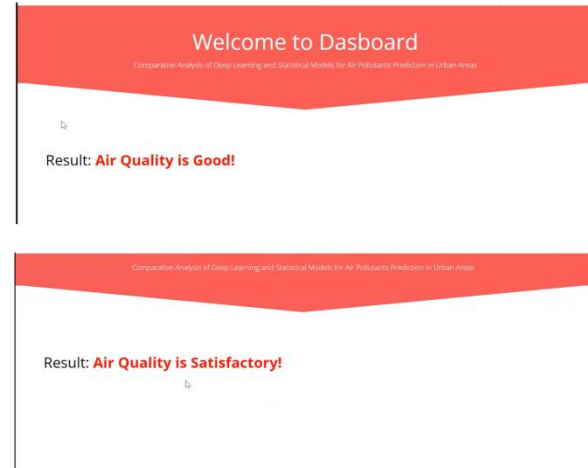 Welcome to Dasboard
Comparative Analysis of Deep Learning and Statistical Models for Air Pollutants Prediction in Urban Areas
Result: Air Quality is Good!
Comparative Analysis of Deep Learning and Statistical Models for Air Pollutants Prediction in Urban Areas
Result: Air Quality is Satisfactory!